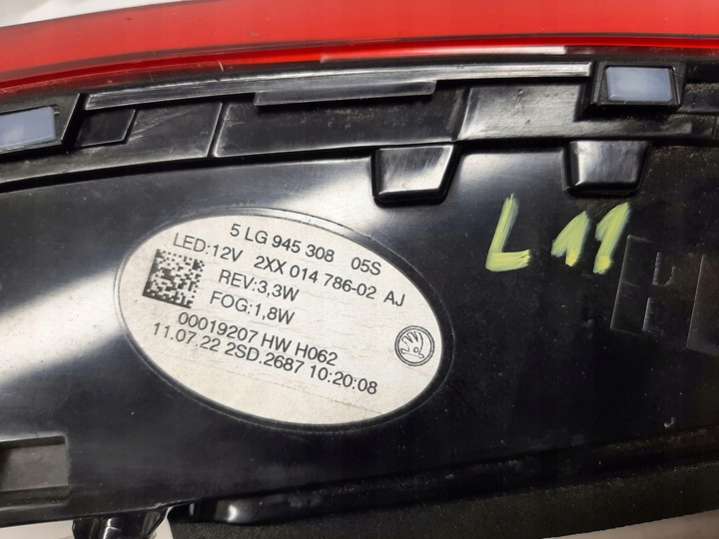 5 LG 945 308 05S
LED:12V 2XX 014 786-02 AJ
REV:3,3W
FOG:1,8W
00019207 HW H062
11.07.22 2SD.2687 10:20:08
L 11